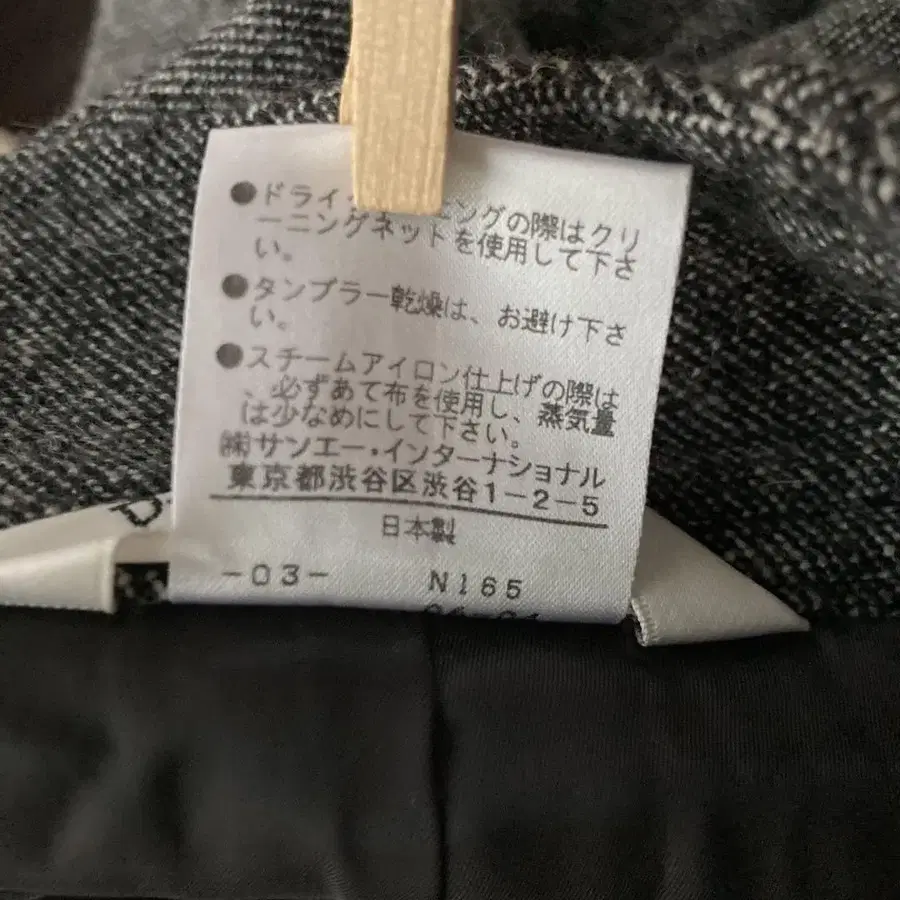 ●ドライ ニングの際はクリ
ーニングネットを使用して下さ
い。
●タンブラー乾燥は、お避け下さ
い。
●スチームアイロン仕上げの際は
、必ずあて布を使用し、蒸気量
は少なめにして下さい。
㈱サンエー・インターナショナル
東京都渋谷区渋谷1-2-5
日本製
-03- N165